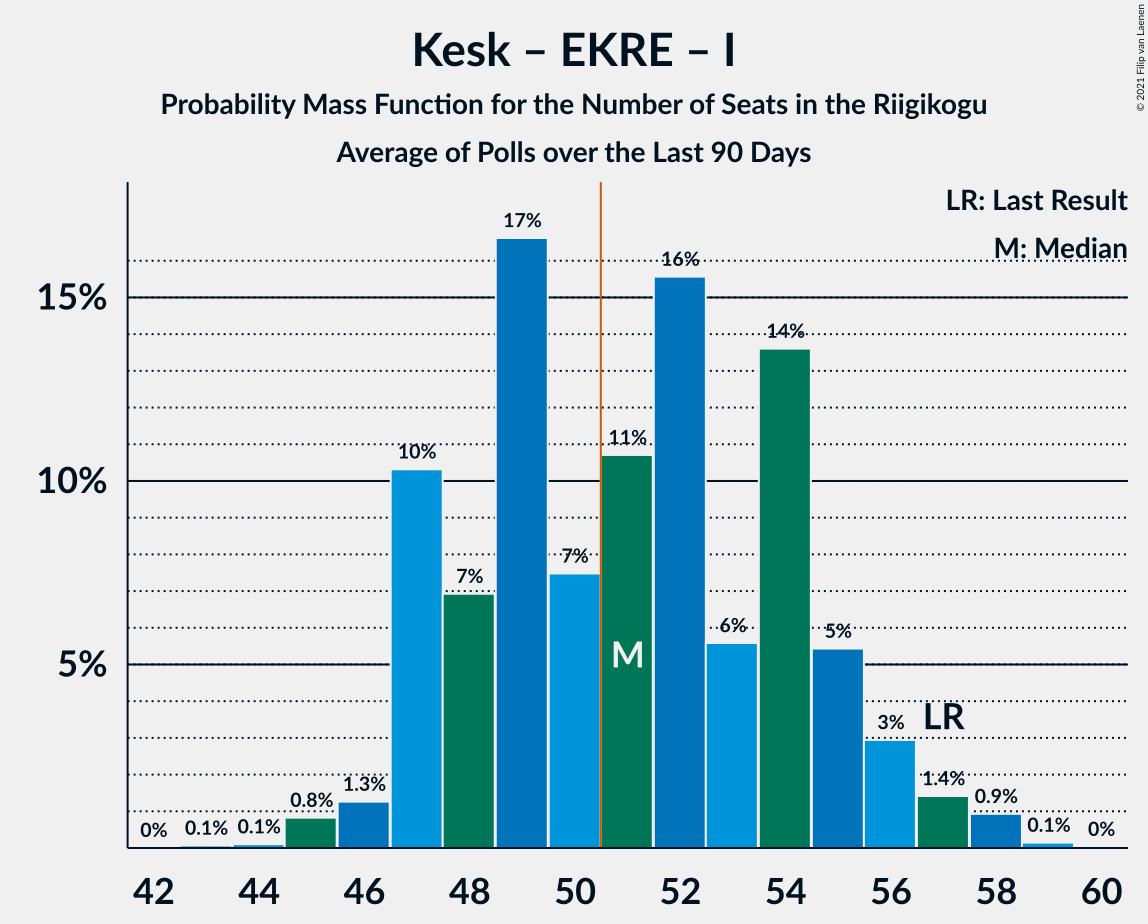 Kesk – EKRE – I
Probability Mass Function for the Number of Seats in the Riigikogu
Average of Polls over the Last 90 Days
© 2021 Filip van Laenen
LR: Last Result
M: Median
15%
10%
5%
0%
0.1%
0.1%
0.8%
1.3%
10%
7%
17%
7%
11%
16%
6%
14%
5%
3%
1.4%
0.9%
0.1%
0%
M
LR
42 44 46 48 50 52 54 56 58 60